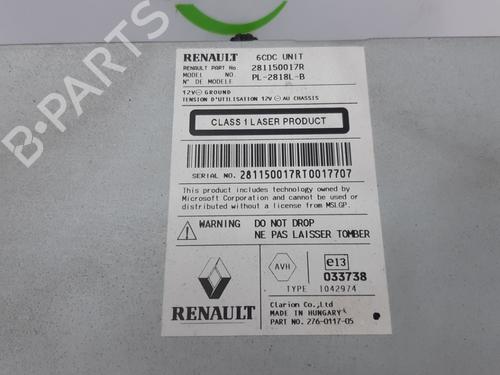 RENAULT 6CDC UNIT
RENAULT PART No. 281150017R
MODEL NO. PL-2818L-B
N° DE MODELE
12V ⊖ GROUND
TENSION D'UTILISATION 12V ⊖ AU CHASSIS
CLASS 1 LASER PRODUCT
SERIAL NO. 281150017RT0017707
This product includes technology owned by
Microsoft Corporation and cannot be used or
distributed without a license from MSLGP.
WARNING DO NOT DROP
NE PAS LAISSER TOMBER
AVH e13
033738
TYPE 1042974
RENAULT
Clarion Co.,Ltd
MADE IN HUNGARY
PART NO. 276-0117-05